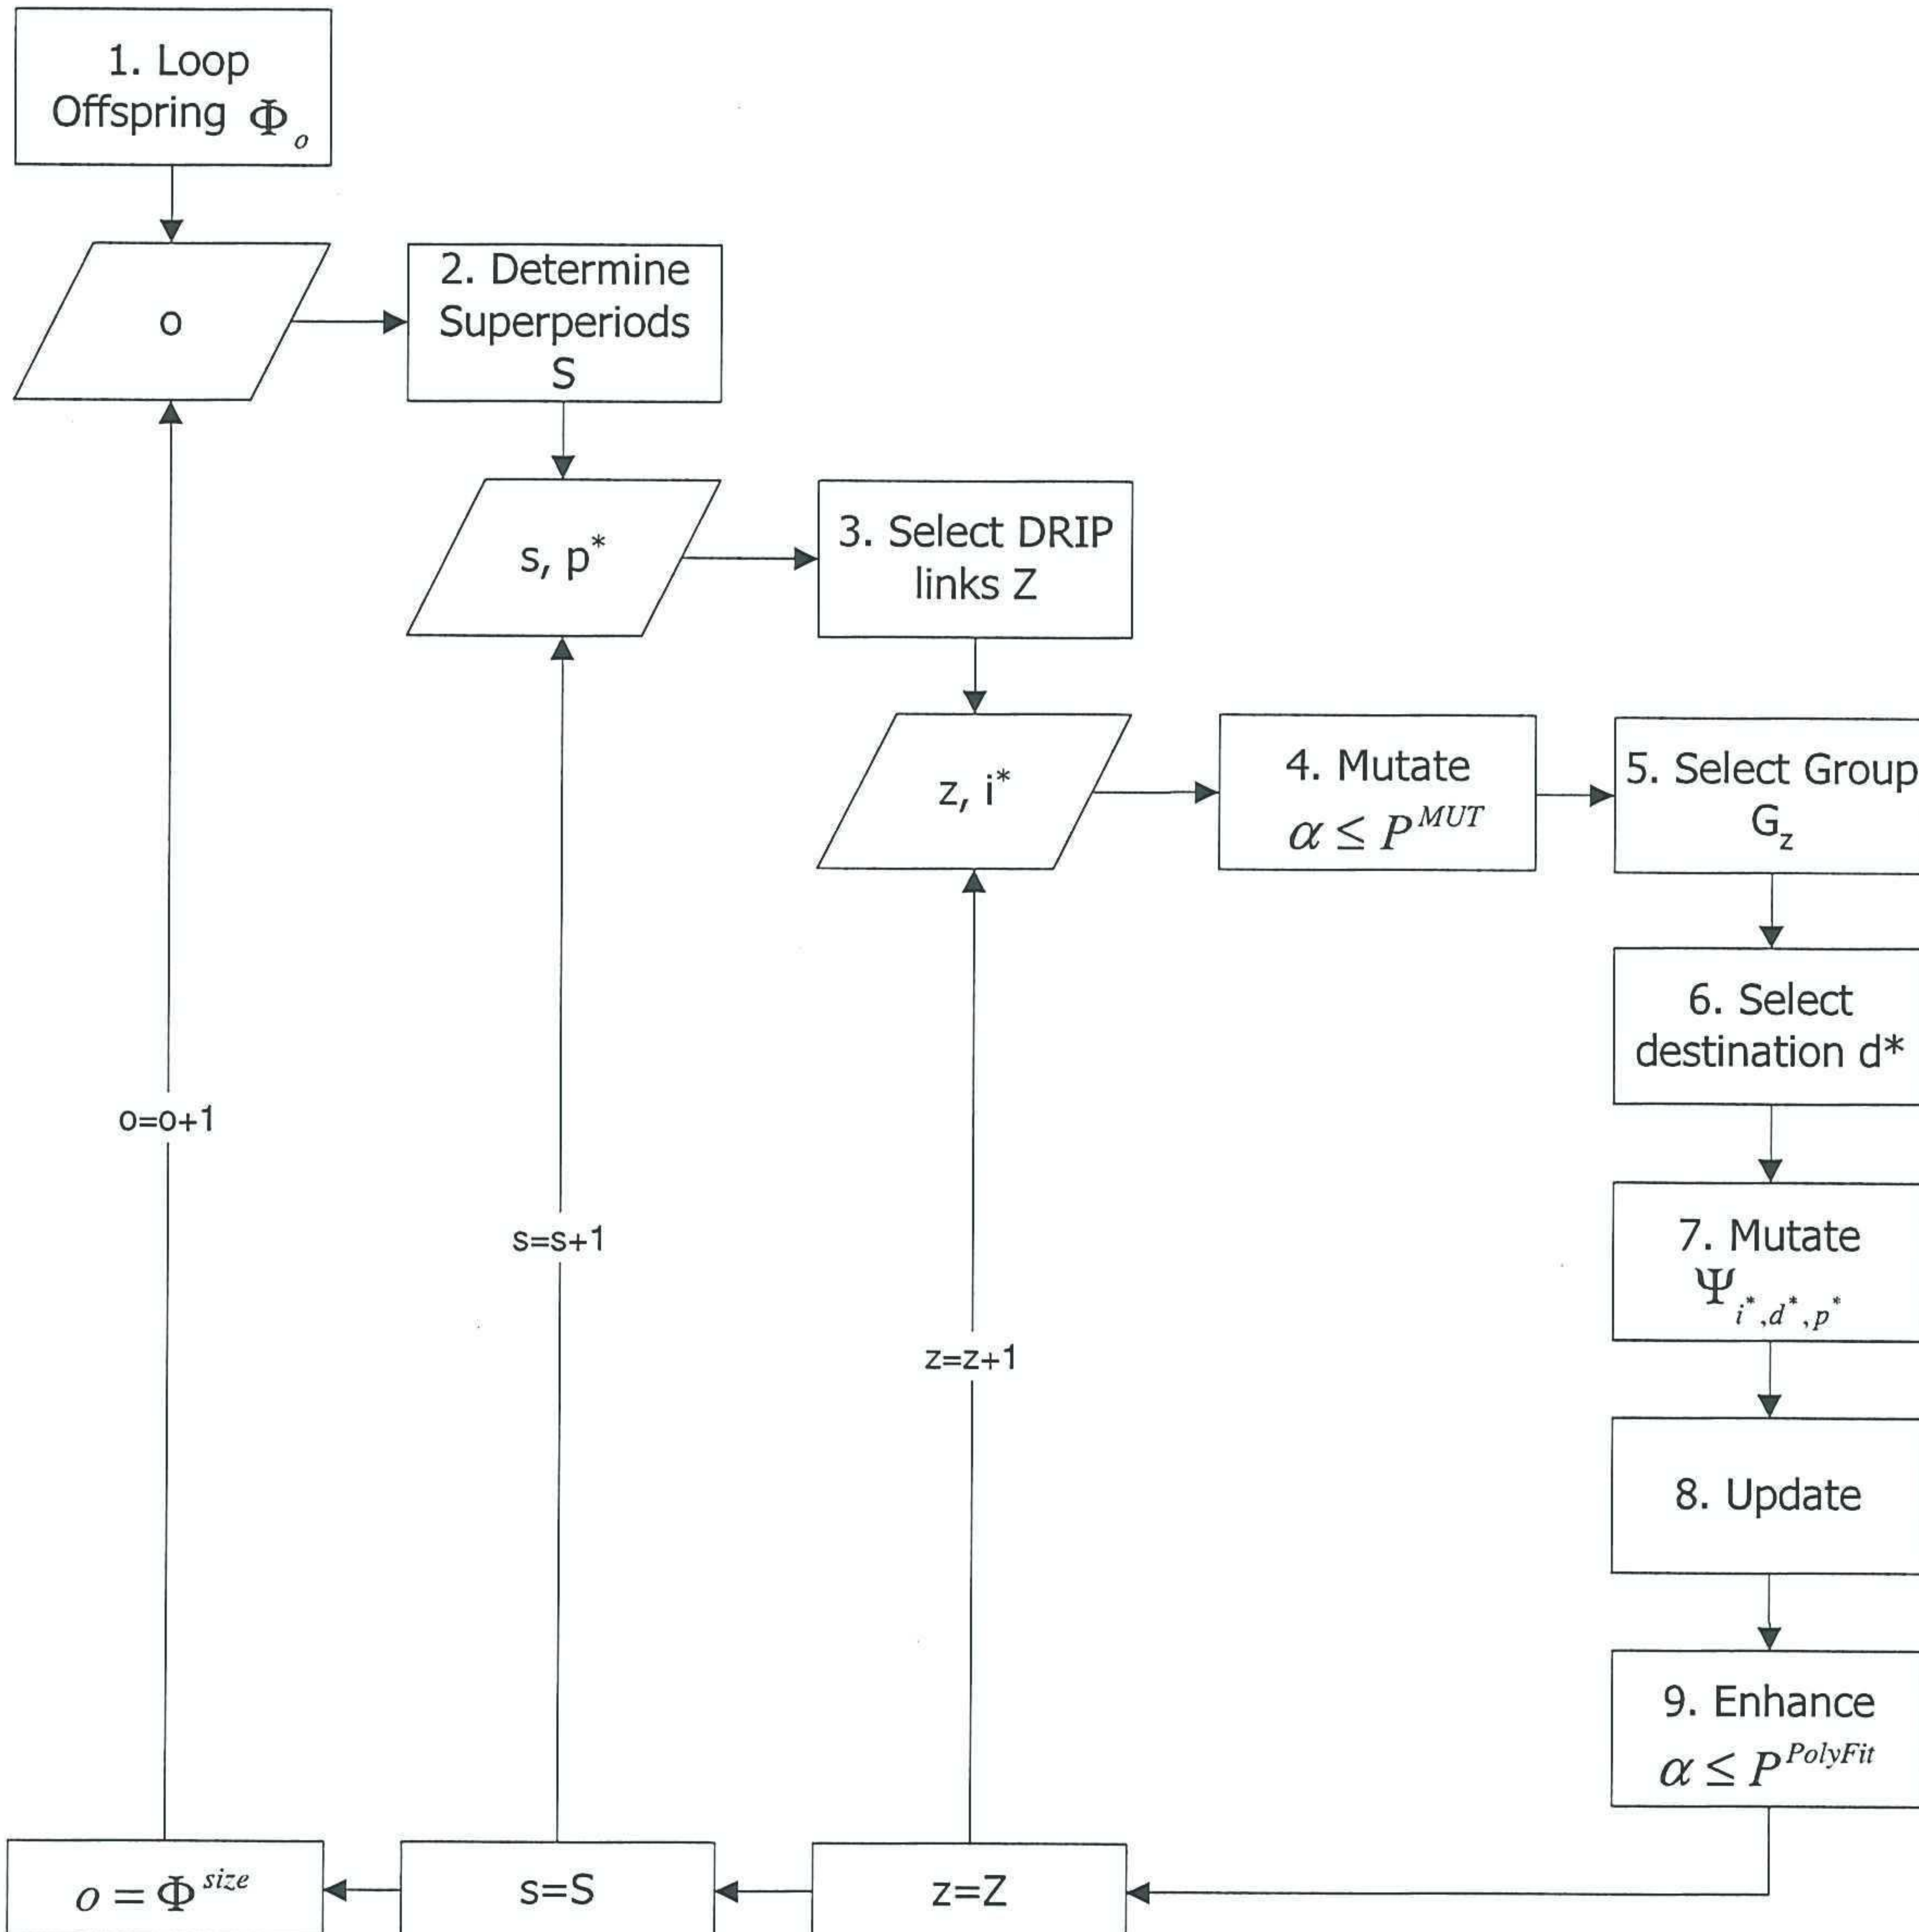 1. Loop
Offspring Φ_o
o
2. Determine
Superperiods
S
s, p*
3. Select DRIP
links Z
z, i*
4. Mutate
α ≤ P^MUT
5. Select Group
G_z
6. Select
destination d*
7. Mutate
Ψ_i*,d*,p*
8. Update
9. Enhance
α ≤ P^PolyFit
o=o+1
s=s+1
z=z+1
o = Φ^size
s=S
z=Z